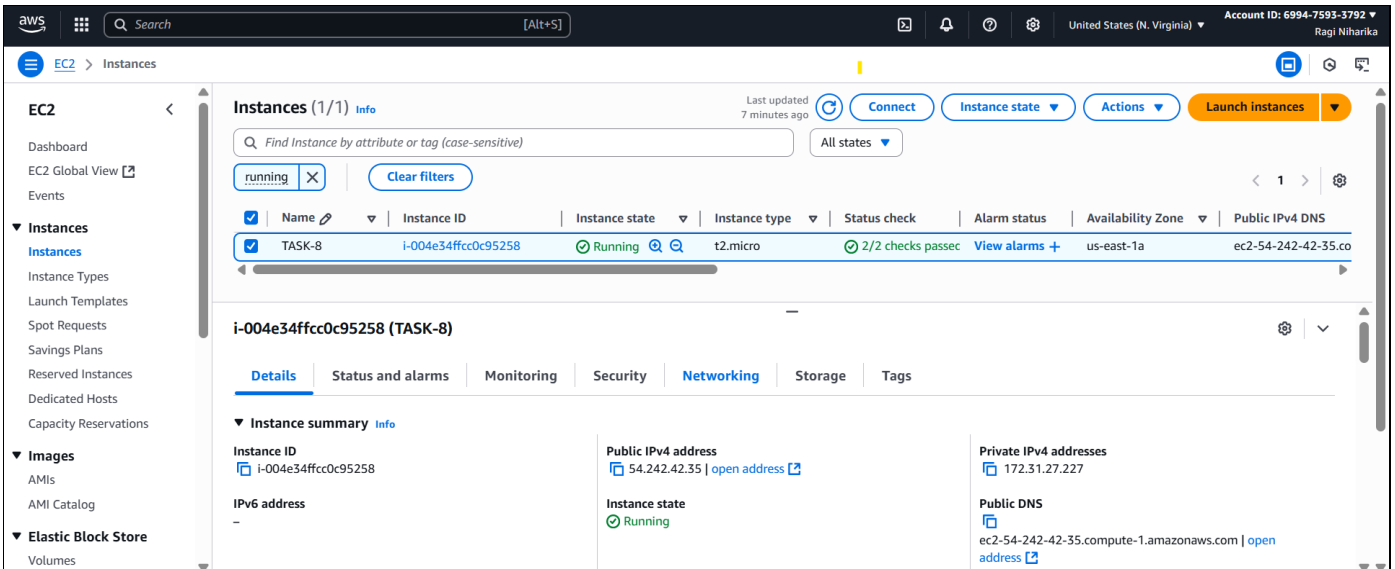 aws
Search [Alt+S]
United States (N. Virginia)
Account ID: 6994-7593-3792
Ragi Niharika
EC2 > Instances
EC2
Dashboard
EC2 Global View
Events
Instances
Instances
Instance Types
Launch Templates
Spot Requests
Savings Plans
Reserved Instances
Dedicated Hosts
Capacity Reservations
Images
AMIs
AMI Catalog
Elastic Block Store
Volumes
Instances (1/1) Info
Last updated
7 minutes ago
Connect
Instance state
Actions
Launch instances
Find Instance by attribute or tag (case-sensitive)
All states
running
Clear filters
1
Name Instance ID Instance state Instance type Status check Alarm status Availability Zone Public IPv4 DNS
TASK-8 i-004e34ffcc0c95258 Running t2.micro 2/2 checks passec View alarms + us-east-1a ec2-54-242-42-35.co
i-004e34ffcc0c95258 (TASK-8)
Details Status and alarms Monitoring Security Networking Storage Tags
Instance summary Info
Instance ID
i-004e34ffcc0c95258
Public IPv4 address
54.242.42.35 | open address
Private IPv4 addresses
172.31.27.227
IPv6 address
–
Instance state
Running
Public DNS
ec2-54-242-42-35.compute-1.amazonaws.com | open
address